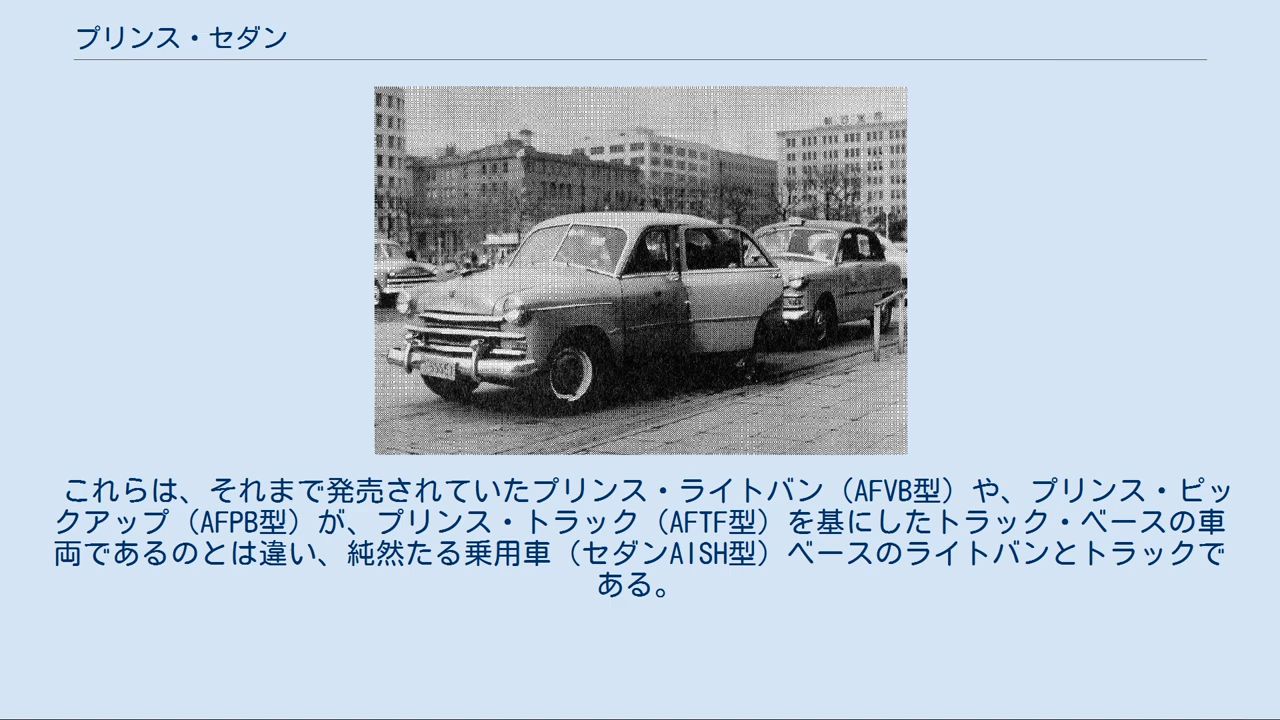 プリンス・セダン
これらは、それまで発売されていたプリンス・ライトバン（AFVB型）や、プリンス・ピッ
クアップ（AFPB型）が、プリンス・トラック（AFTF型）を基にしたトラック・ベースの車
両であるのとは違い、純然たる乗用車（セダンAISH型）ベースのライトバンとトラックで
ある。